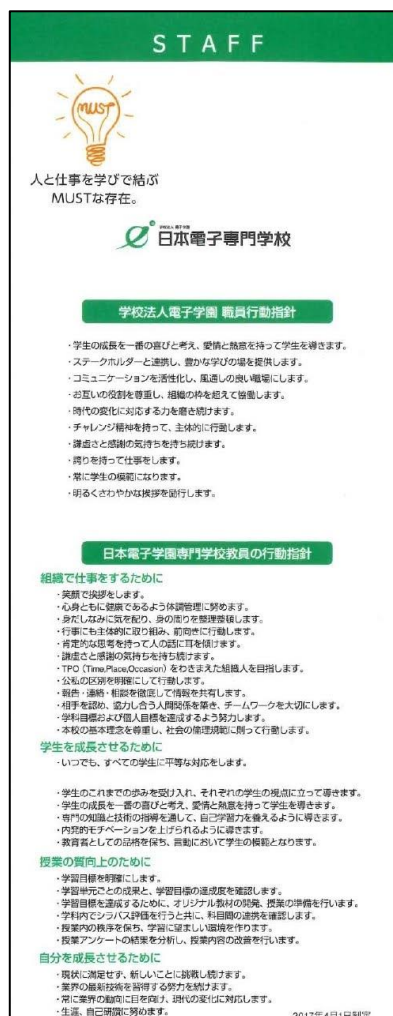 STAFF
MUST
人と仕事を学びで結ぶ
MUSTな存在。
学校法人 電子学園
日本電子専門学校
学校法人電子学園 職員行動指針
・学生の成長を一番の喜びと考え、愛情と熱意を持って学生を導きます。
・ステークホルダーと連携し、豊かな学びの場を提供します。
・コミュニケーションを活性化し、風通しの良い職場にします。
・お互いの役割を尊重し、組織の枠を超えて協働します。
・時代の変化に対応する力を磨き続けます。
・チャレンジ精神を持って、主体的に行動します。
・謙虚さと感謝の気持ちを持ち続けます。
・誇りを持って仕事をします。
・常に学生の模範になります。
・明るくさわやかな挨拶を励行します。
日本電子学園専門学校教員の行動指針
組織で仕事をするために
・笑顔で挨拶をします。
・心身ともに健康であるよう体調管理に努めます。
・身だしなみに気を配り、身の周りを整理整頓します。
・行事にも主体的に取り組み、前向きに行動します。
・肯定的な思考を持って人の話に耳を傾けます。
・謙虚さと感謝の気持ちを持ち続けます。
・TPO（Time,Place,Occasion）をわきまえた組織人を目指します。
・公私の区別を明確にして行動します。
・報告・連絡・相談を徹底して情報を共有します。
・相手を認め、協力し合う人間関係を築き、チームワークを大切にします。
・学科目標および個人目標を達成するよう努力します。
・本校の基本理念を尊重し、社会の倫理規範に則って行動します。
学生を成長させるために
・いつでも、すべての学生に平等な対応をします。
・学生のこれまでの歩みを受け入れ、それぞれの学生の視点に立って導きます。
・学生の成長を一番の喜びと考え、愛情と熱意を持って学生を導きます。
・専門の知識と技術の指導を通して、自己学習力を養えるように導きます。
・内発的モチベーションを上げられるように導きます。
・教育者としての品格を保ち、言動において学生の模範となります。
授業の質向上のために
・学習目標を明確にします。
・学習単元ごとの成果と、学習目標の達成度を確認します。
・学習目標を達成するために、オリジナル教材の開発、授業の準備を行います。
・学科内でシラバス評価を行うと共に、科目間の連携を確認します。
・授業内の秩序を保ち、学習に望ましい環境を作ります。
・授業アンケートの結果を分析し、授業内容の改善を行います。
自分を成長させるために
・現状に満足せず、新しいことに挑戦し続けます。
・業界の最新技術を習得する努力を続けます。
・常に業界の動向に目を向け、現代の変化に対応します。
・生涯、自己研鑽に努めます。
2017年4月1日制定